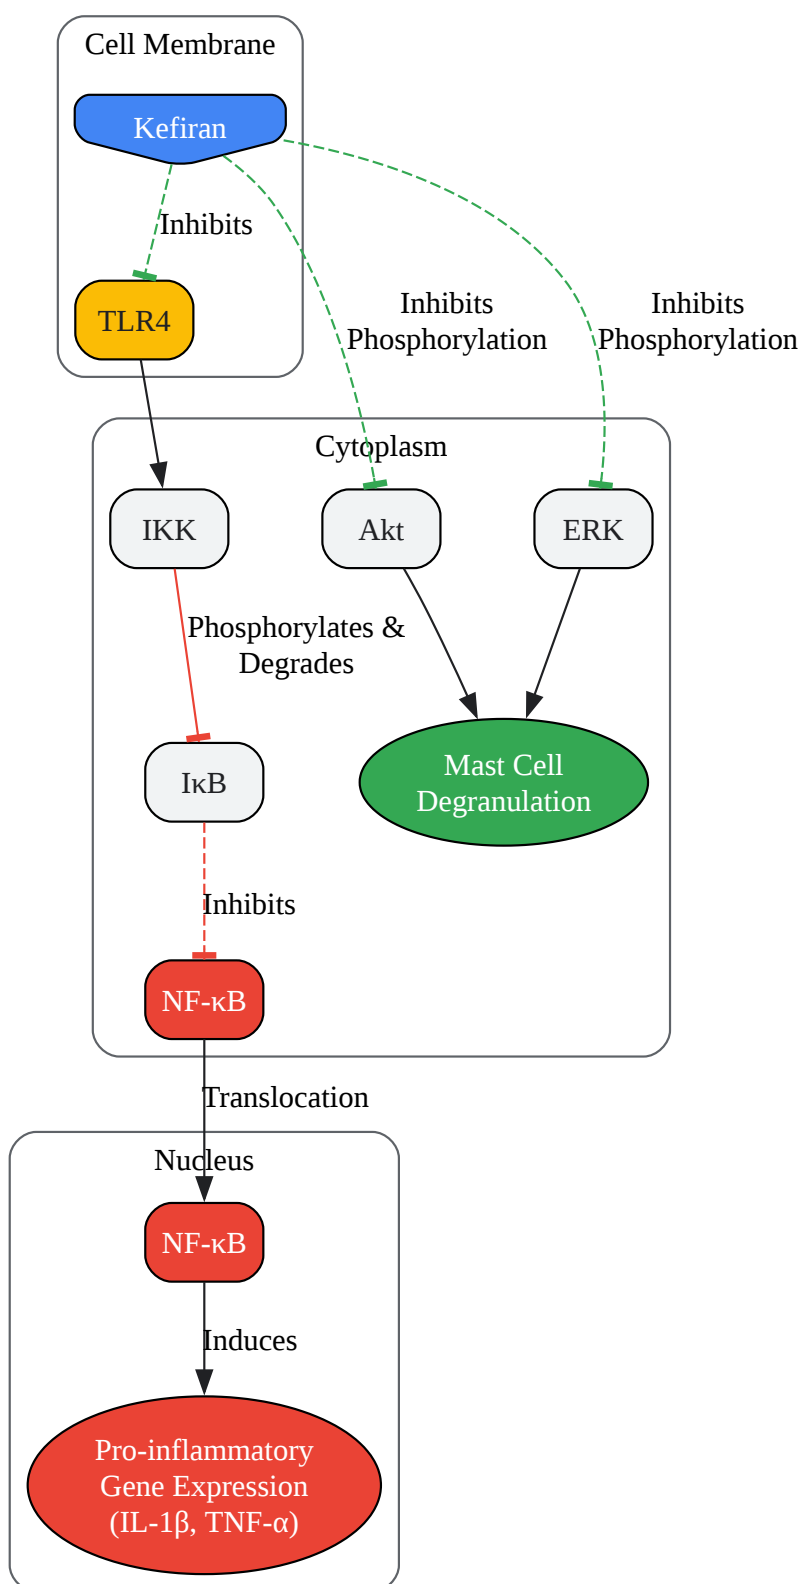 Cell Membrane
Kefiran
Inhibits
TLR4
Inhibits
Phosphorylation
Inhibits
Phosphorylation
Cytoplasm
IKK
Akt
ERK
Phosphorylates &
Degrades
IκB
Mast Cell
Degranulation
Inhibits
NF-κB
Translocation
Nucleus
NF-κB
Induces
Pro-inflammatory
Gene Expression
(IL-1β, TNF-α)